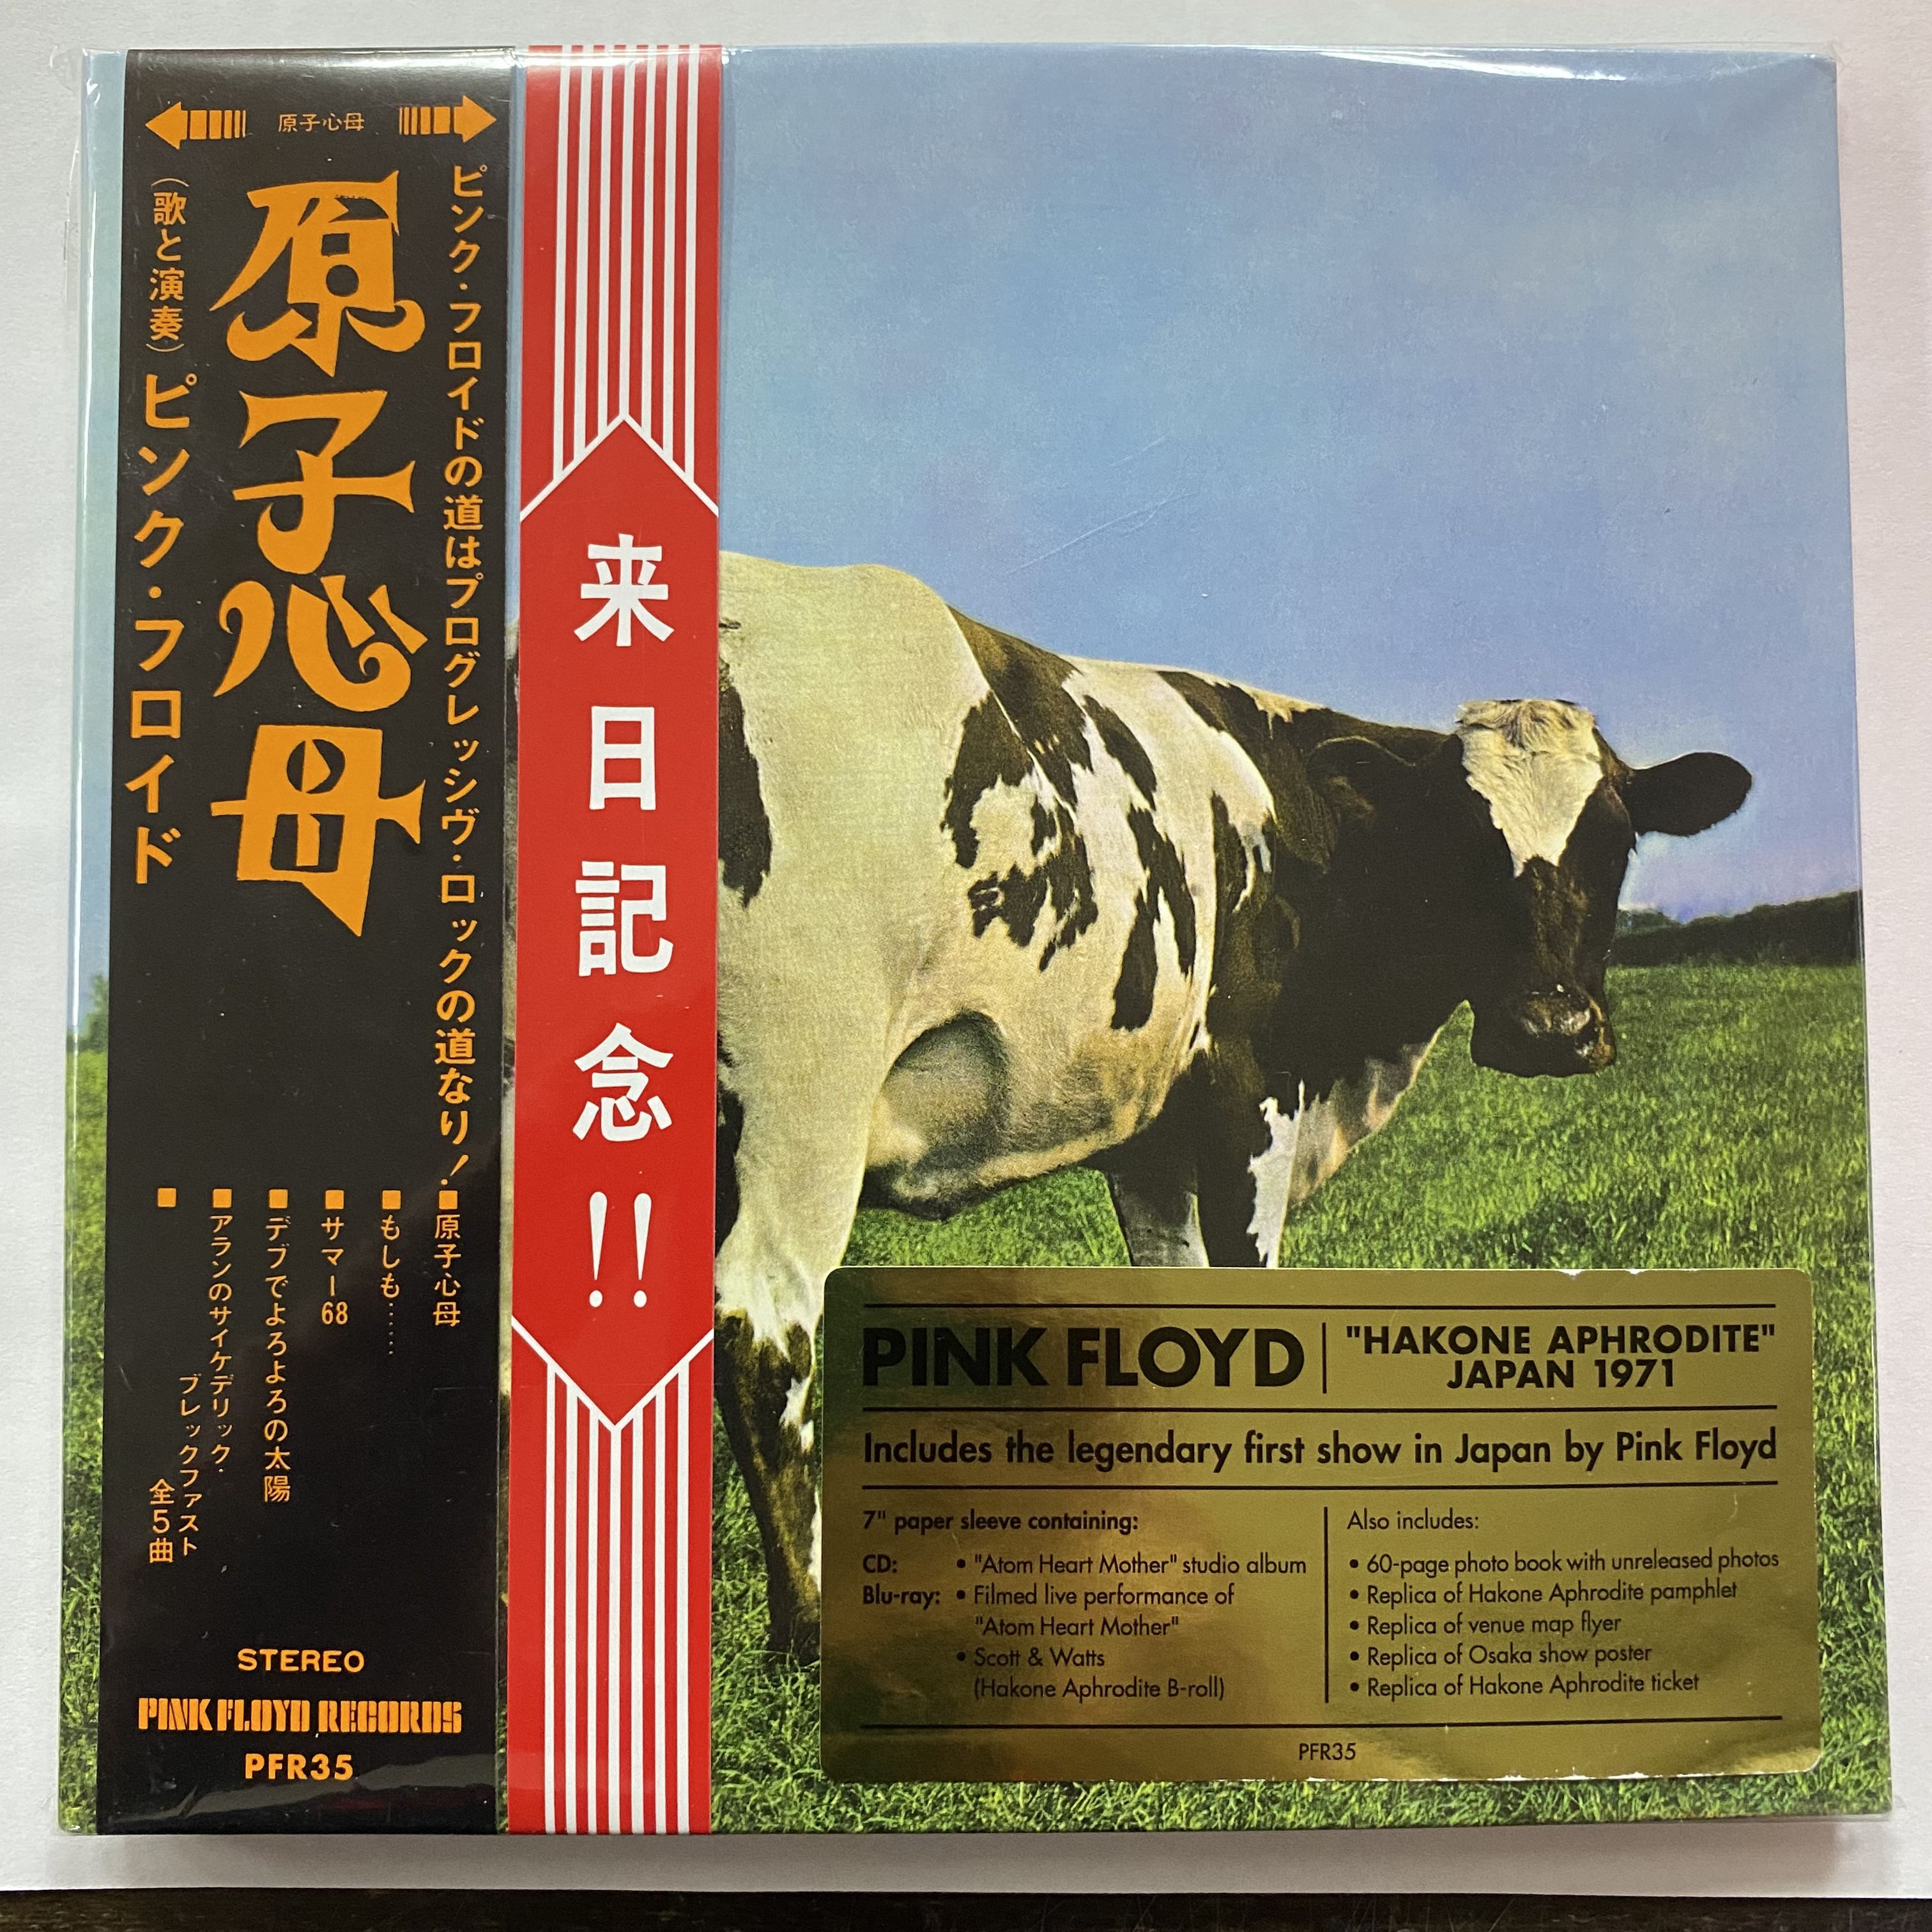 原子心母
ピンク・フロイドの道はプログレッシヴ・ロックの道なり!
原子心母
(歌と演奏)ピンク・フロイド
■原子心母
■もしも……
■サマー68
■デブでよろよろの太陽
■アランのサイケデリック・
ブレックファスト
■
全5曲
STEREO
PINK FLOYD RECORDS
PFR35
来日記念!!
PINK FLOYD
"HAKONE APHRODITE"
JAPAN 1971
Includes the legendary first show in Japan by Pink Floyd
7" paper sleeve containing:
CD: • "Atom Heart Mother" studio album
Blu-ray: • Filmed live performance of
"Atom Heart Mother"
• Scott & Watts
(Hakone Aphrodite B-roll)
Also includes:
• 60-page photo book with unreleased photos
• Replica of Hakone Aphrodite pamphlet
• Replica of venue map flyer
• Replica of Osaka show poster
• Replica of Hakone Aphrodite ticket
PFR35